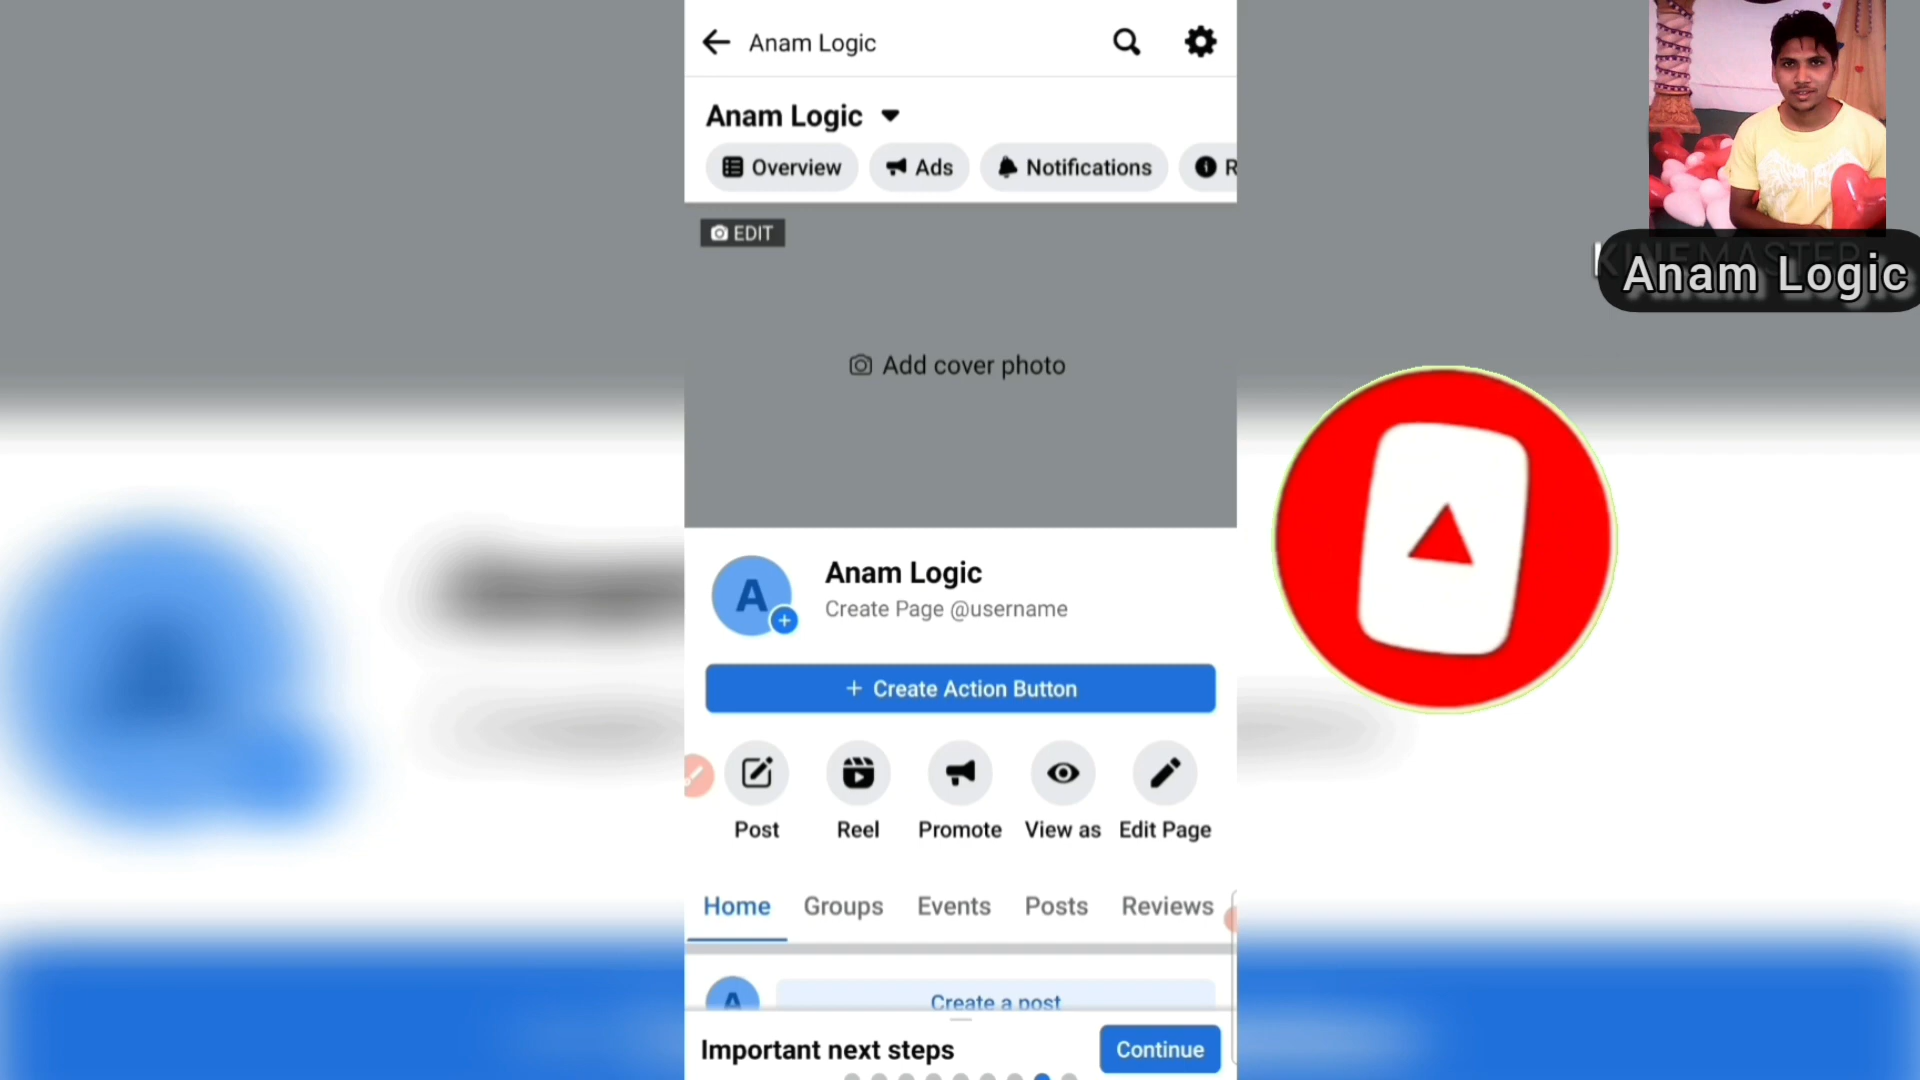 Anam Logic
Anam Logic
Overview
Ads
Notifications
R
EDIT
Add cover photo
A
Anam Logic
Create Page @username
+ Create Action Button
Post
Reel
Promote
View as
Edit Page
Home
Groups
Events
Posts
Reviews
A
Create a post
Important next steps
Continue
KINEMASTER
Anam Logic